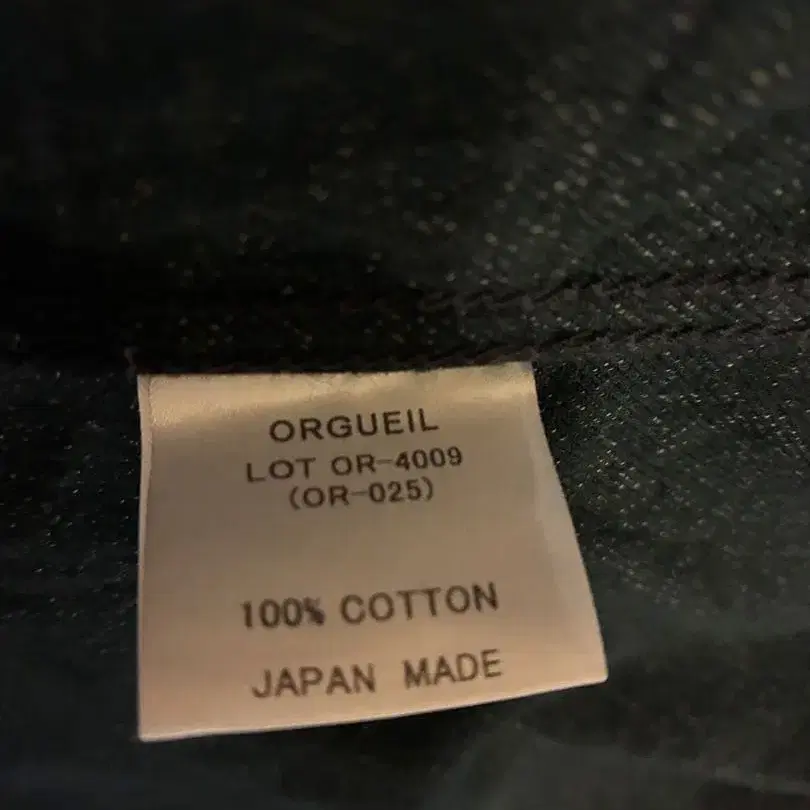 ORGUEIL
LOT OR-4009
(OR-025)
100% COTTON
JAPAN MADE